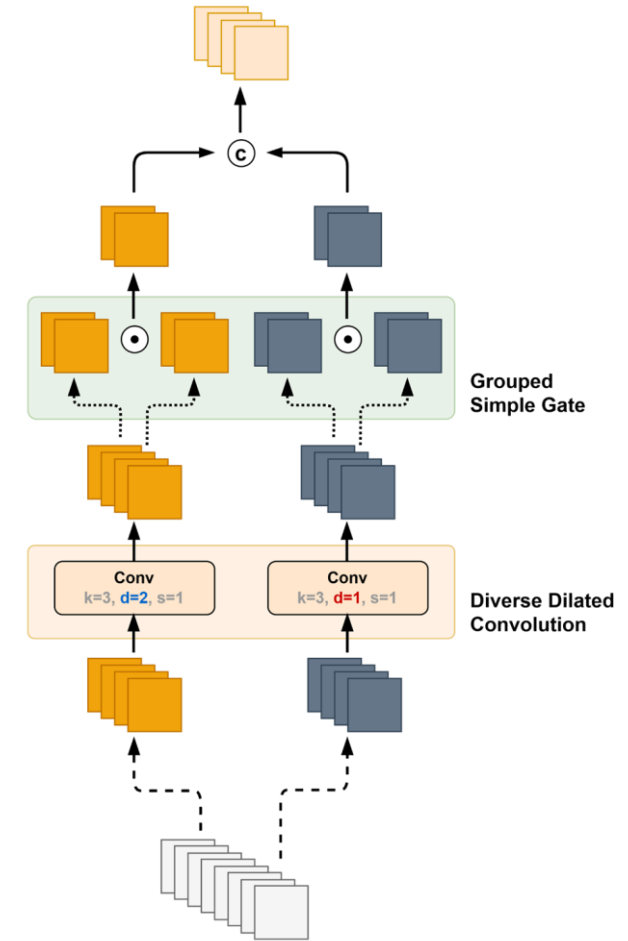 c
Grouped
Simple Gate
Conv
k=3, d=2, s=1
Conv
k=3, d=1, s=1
Diverse Dilated
Convolution